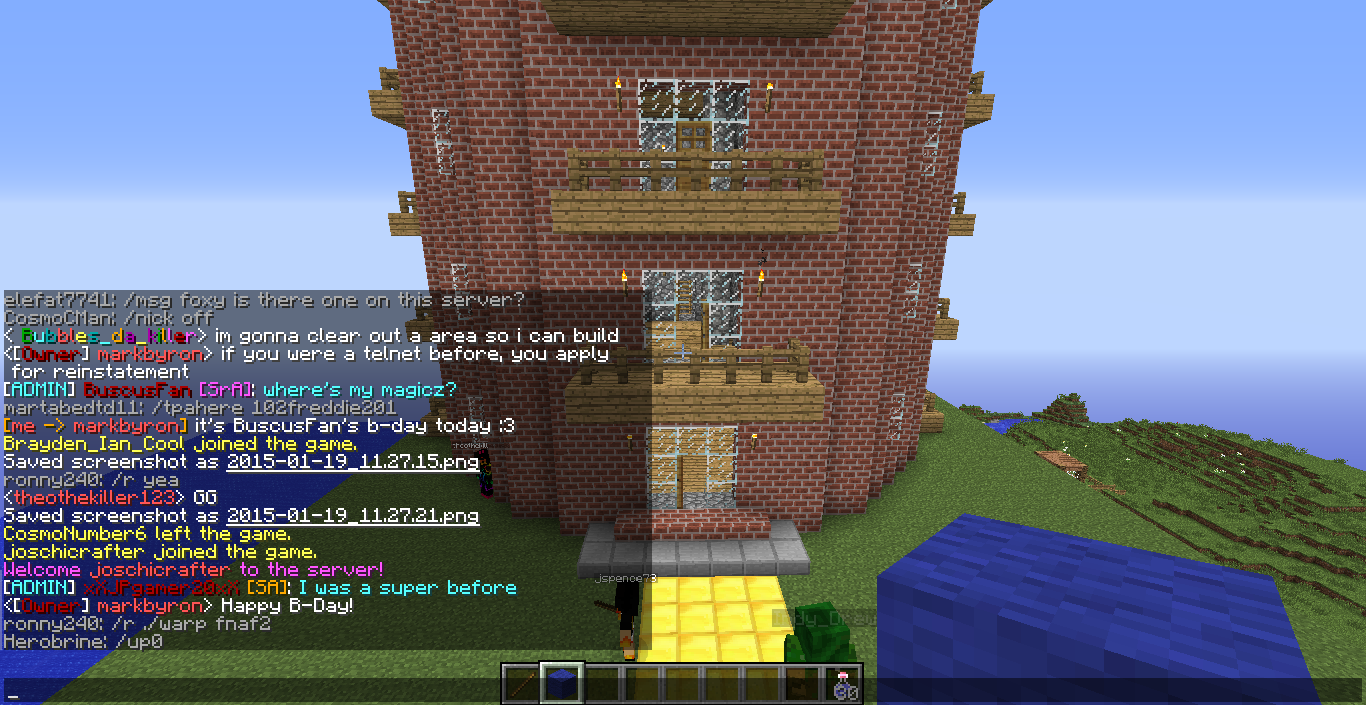 elefat7741: /msg foxy is there one on this server?
CosmoCMan: /nick off
< Bubbles_da_killer> im gonna clear out a area so i can build
<[Owner] markbyron> if you were a telnet before, you apply
for reinstatement
[ADMIN] BuscusFan [SrA]: where's my magicz?
martabedtd11: /tpahere 102freddie201
[me -> markbyron] it's BuscusFan's b-day today :3
Brayden_Ian_Cool joined the game.
Saved screenshot as 2015-01-19_11.27.15.png
ronny240: /r yea
<theothekiller123> GG
Saved screenshot as 2015-01-19_11.27.21.png
CosmoNumber6 left the game.
joschicrafter joined the game.
Welcome joschicrafter to the server!
[ADMIN] xXJPgamer20xX [SA]: I was a super before
<[Owner] markbyron> Happy B-Day!
ronny240: /r ./warp fnaf2
Herobrine: /up0
jspence73
_